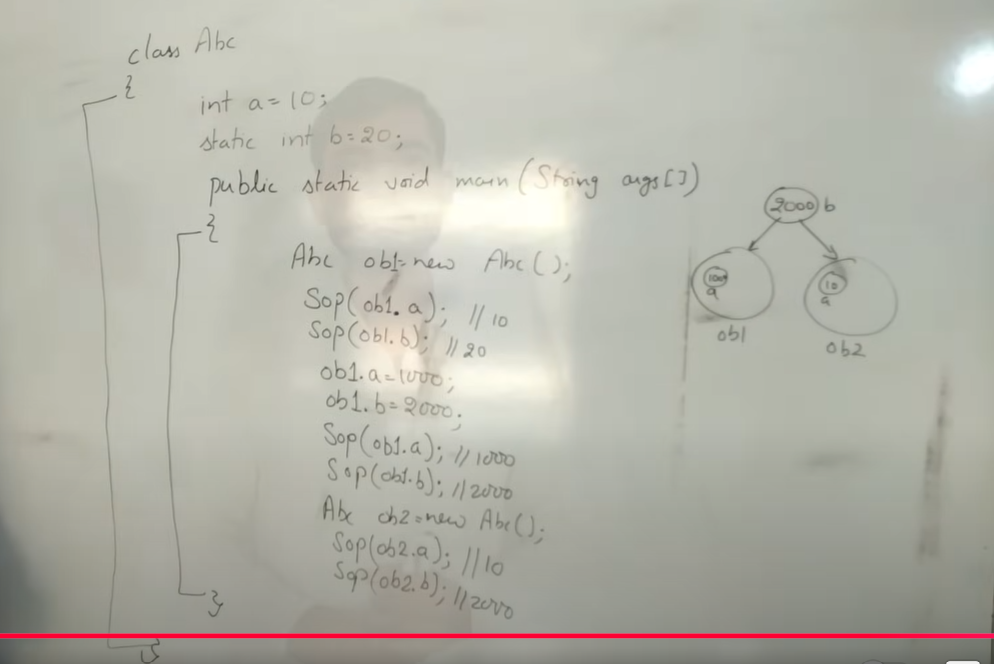 class Abc
{
int a=10;
static int b=20;
public static void main(String args[])
{
Abc ob1=new Abc();
Sop(ob1.a); //10
Sop(ob1.b); //20
ob1.a=1000;
ob1.b=2000;
Sop(ob1.a); //1000
Sop(ob1.b); //2000
Abc ob2=new Abc();
Sop(ob2.a); //10
Sop(ob2.b); //2000
}
}
2000 b
a
ob1
10
a
ob2